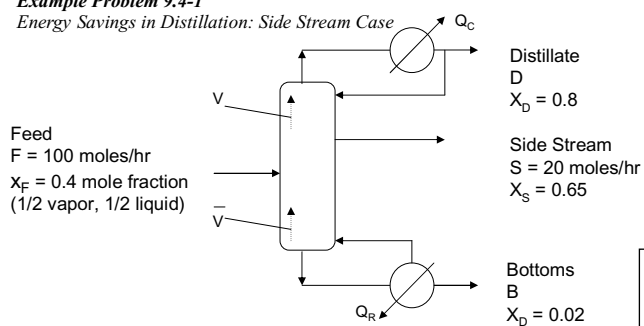 Example Problem 9.4-1
Energy Savings in Distillation: Side Stream Case
Q_C
Distillate
D
X_D = 0.8
V
Feed
F = 100 moles/hr
x_F = 0.4 mole fraction
(1/2 vapor, 1/2 liquid)
Side Stream
S = 20 moles/hr
X_S = 0.65
V̅
Bottoms
B
X_D = 0.02
Q_R